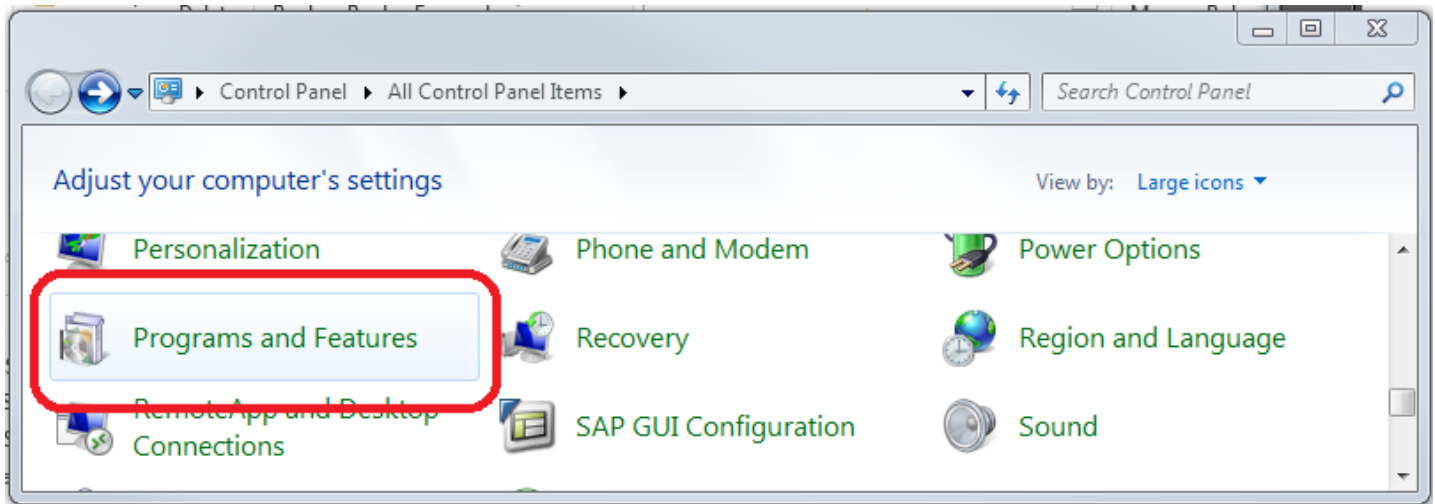 Control Panel All Control Panel Items Search Control Panel
Adjust your computer's settings View by: Large icons
Personalization Phone and Modem Power Options
Programs and Features Recovery Region and Language
RemoteApp and Desktop
Connections SAP GUI Configuration Sound